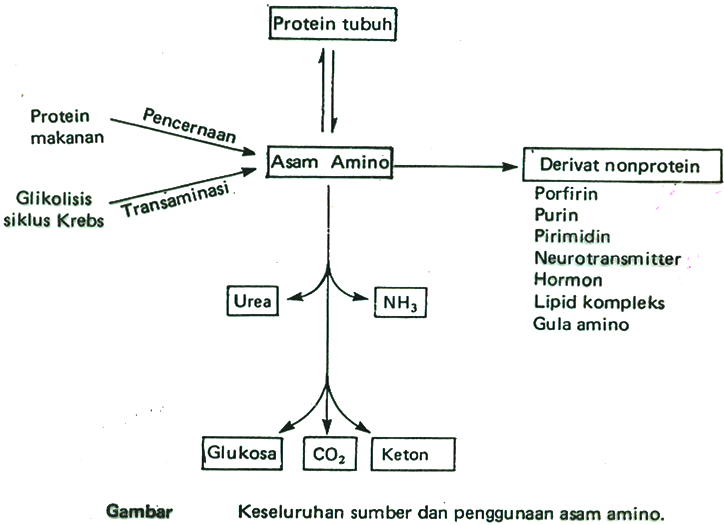 Protein tubuh
Protein
makanan
Pencernaan
Asam Amino
Derivat nonprotein
Glikolisis
siklus Krebs
Transaminasi
Porfirin
Purin
Pirimidin
Neurotransmitter
Hormon
Lipid kompleks
Gula amino
Urea
NH₃
Glukosa
CO₂
Keton
Gambar Keseluruhan sumber dan penggunaan asam amino.